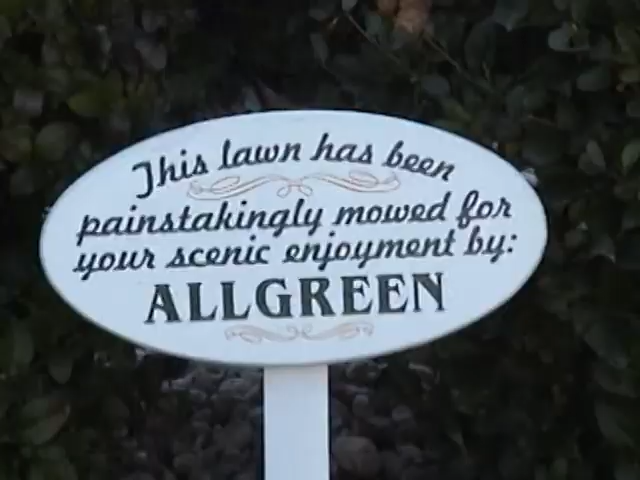 This lawn has been
painstakingly mowed for
your scenic enjoyment by:
ALLGREEN